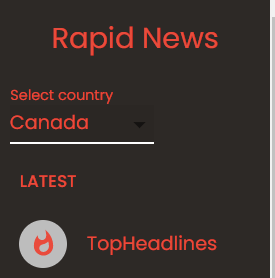 Rapid News
Select country
Canada
LATEST
TopHeadlines